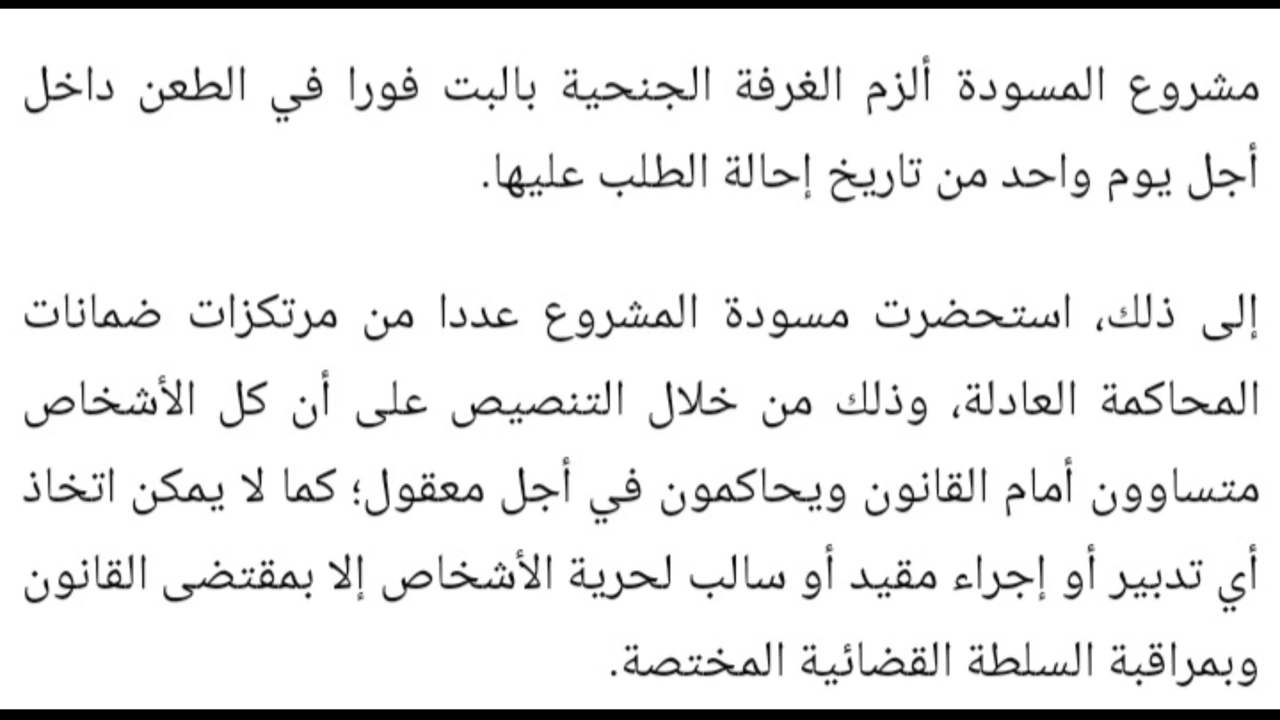 مشروع المسودة ألزم الغرفة الجنحية بالبت فورا في الطعن داخل
أجل يوم واحد من تاريخ إحالة الطلب عليها.
إلى ذلك، استحضرت مسودة المشروع عددا من مرتكزات ضمانات
المحاكمة العادلة، وذلك من خلال التنصيص على أن كل الأشخاص
متساوون أمام القانون ويحاكمون في أجل معقول؛ كما لا يمكن اتخاذ
أي تدبير أو إجراء مقيد أو سالب لحرية الأشخاص إلا بمقتضى القانون
وبمراقبة السلطة القضائية المختصة.